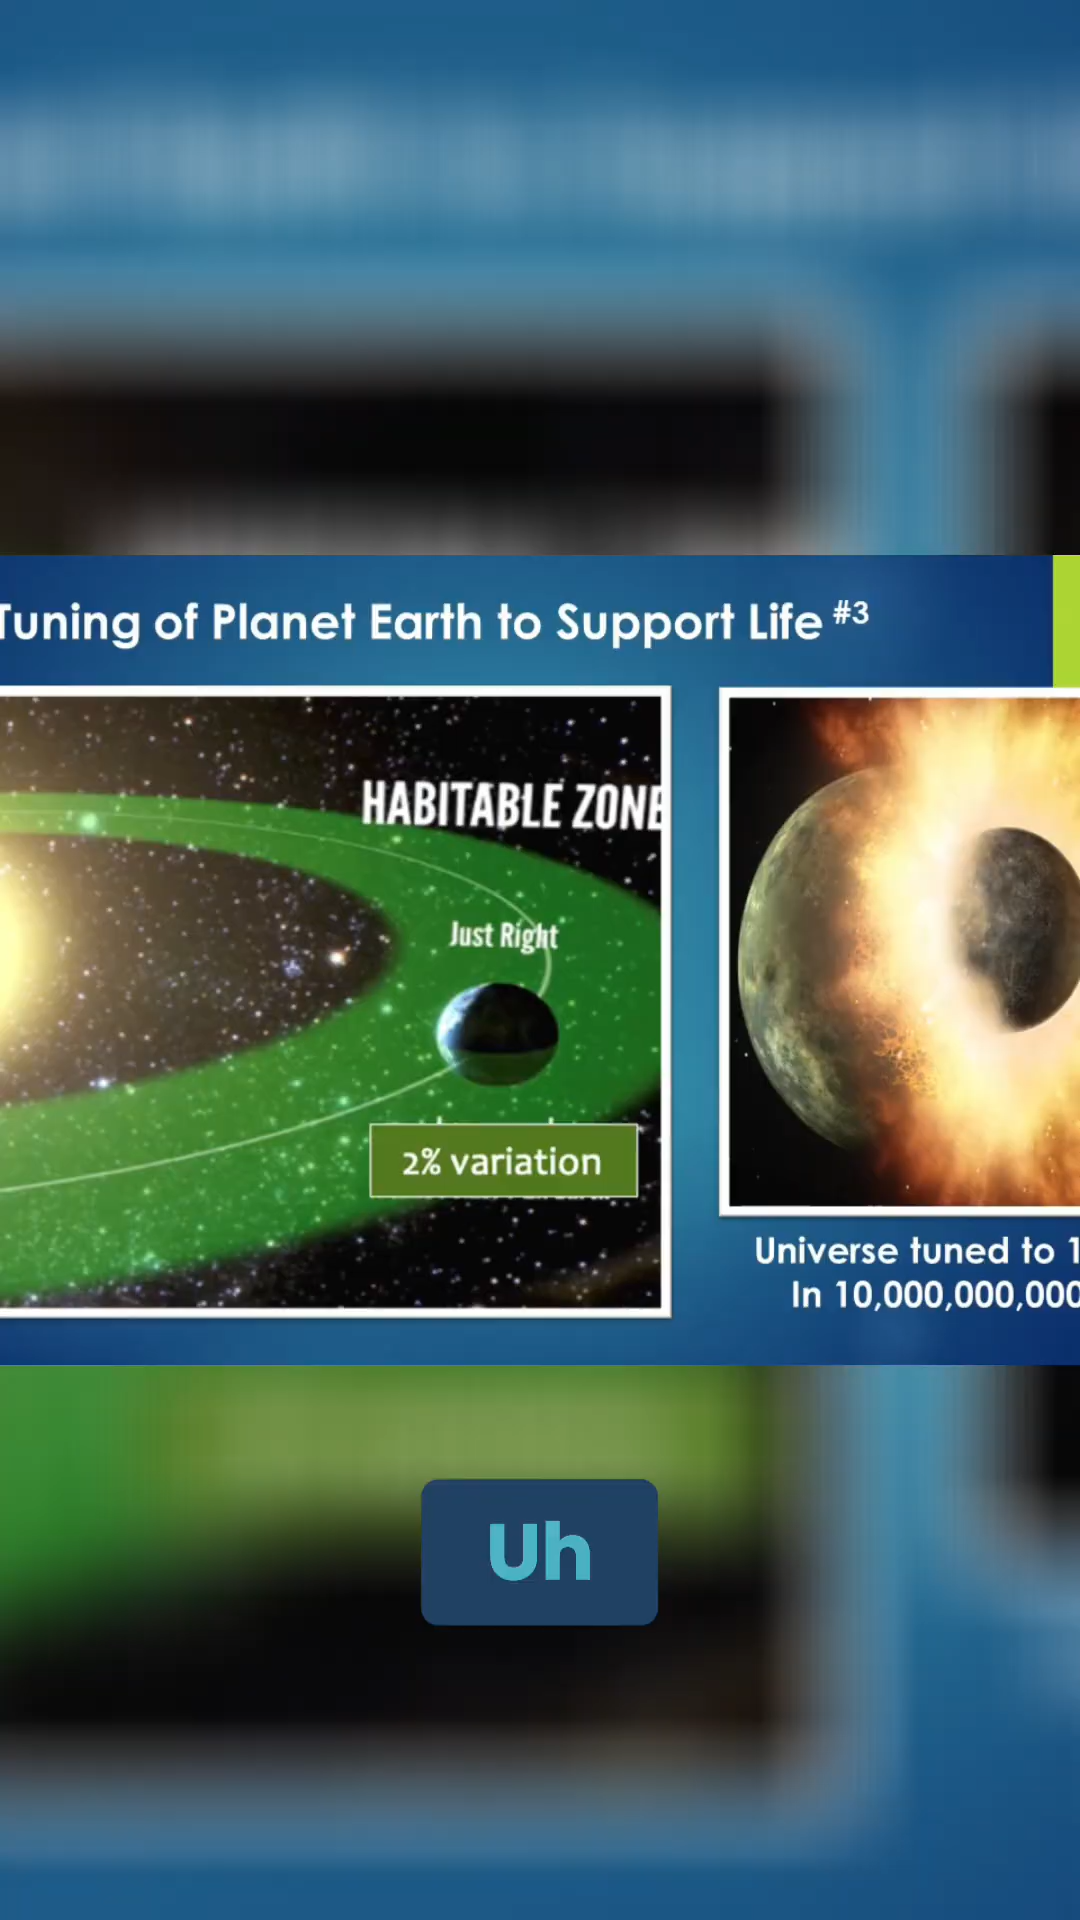 Tuning of Planet Earth to Support Life #3
HABITABLE ZONE
Just Right
2% variation
Universe tuned to 1
In 10,000,000,000
Uh